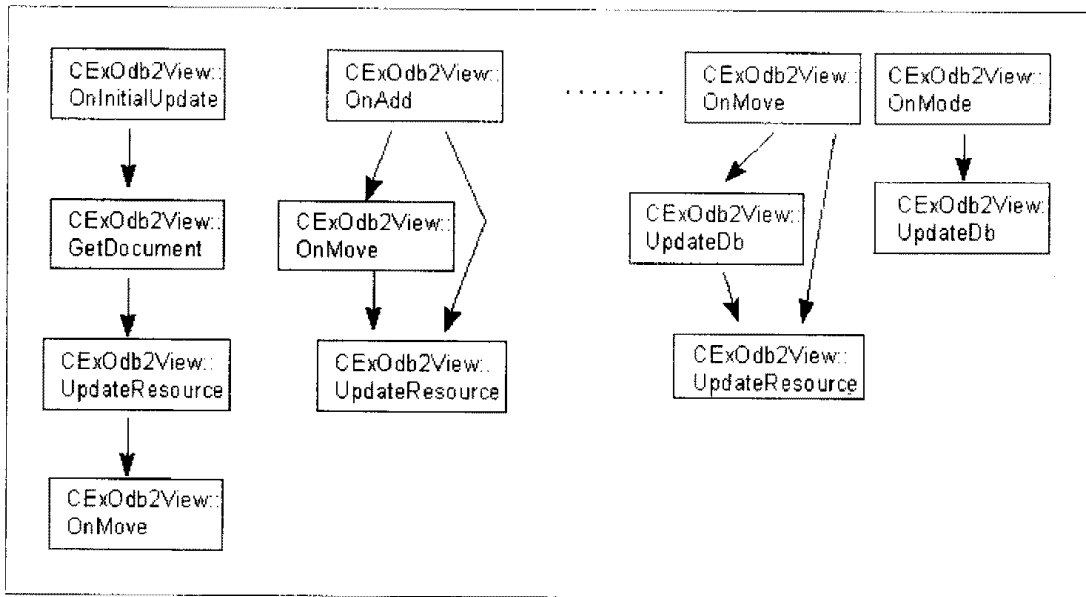 CExOdb2View::
OnInitialUpdate
CExOdb2View::
GetDocument
CExOdb2View::
UpdateResource
CExOdb2View::
OnMove
CExOdb2View::
OnAdd
CExOdb2View::
OnMove
CExOdb2View::
UpdateResource
. . . . . . . .
CExOdb2View::
OnMove
CExOdb2View::
UpdateDb
CExOdb2View::
UpdateResource
CExOdb2View::
OnMode
CExOdb2View::
UpdateDb